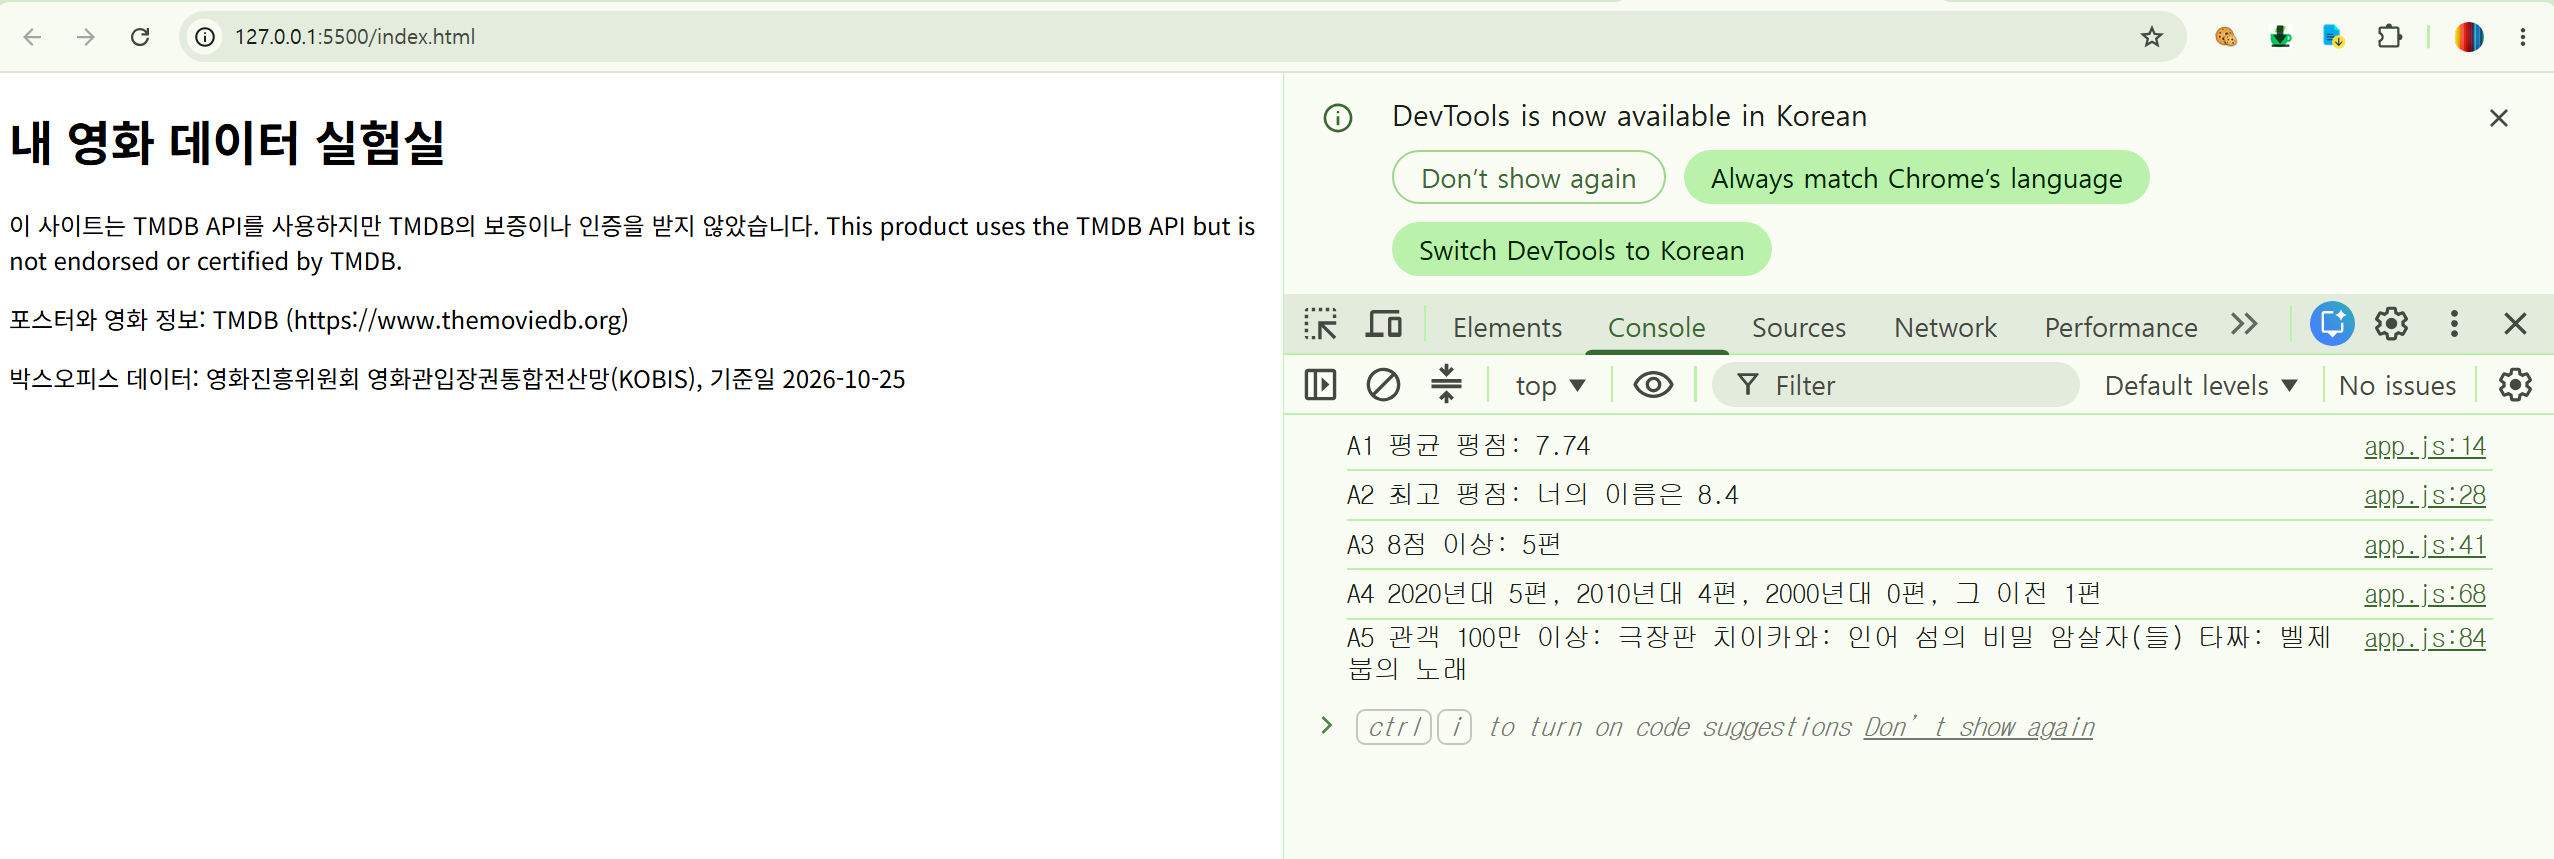 127.0.0.1:5500/index.html
내 영화 데이터 실험실
이 사이트는 TMDB API를 사용하지만 TMDB의 보증이나 인증을 받지 않았습니다. This product uses the TMDB API but is
not endorsed or certified by TMDB.
포스터와 영화 정보: TMDB (https://www.themoviedb.org)
박스오피스 데이터: 영화진흥위원회 영화관입장권통합전산망(KOBIS), 기준일 2026-10-25
DevTools is now available in Korean
Don't show again
Always match Chrome's language
Switch DevTools to Korean
Elements Console Sources Network Performance
top Filter Default levels No issues
A1 평균 평점: 7.74 app.js:14
A2 최고 평점: 너의 이름은 8.4 app.js:28
A3 8점 이상: 5편 app.js:41
A4 2020년대 5편, 2010년대 4편, 2000년대 0편, 그 이전 1편 app.js:68
A5 관객 100만 이상: 극장판 치이카와: 인어 섬의 비밀 암살자(들) 타짜: 벨제 app.js:84
붑의 노래
ctrl i to turn on code suggestions Don't show again